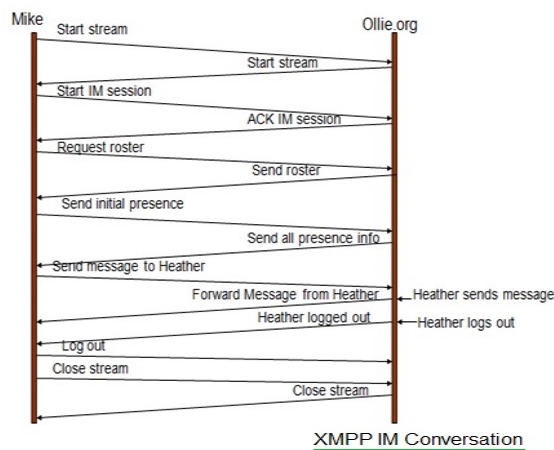 Mike
Ollie.org
Start stream
Start stream
Start IM session
ACK IM session
Request roster
Send roster
Send initial presence
Send all presence info
Send message to Heather
Forward Message from Heather
Heather sends message
Heather logged out
Heather logs out
Log out
Close stream
Close stream
XMPP IM Conversation